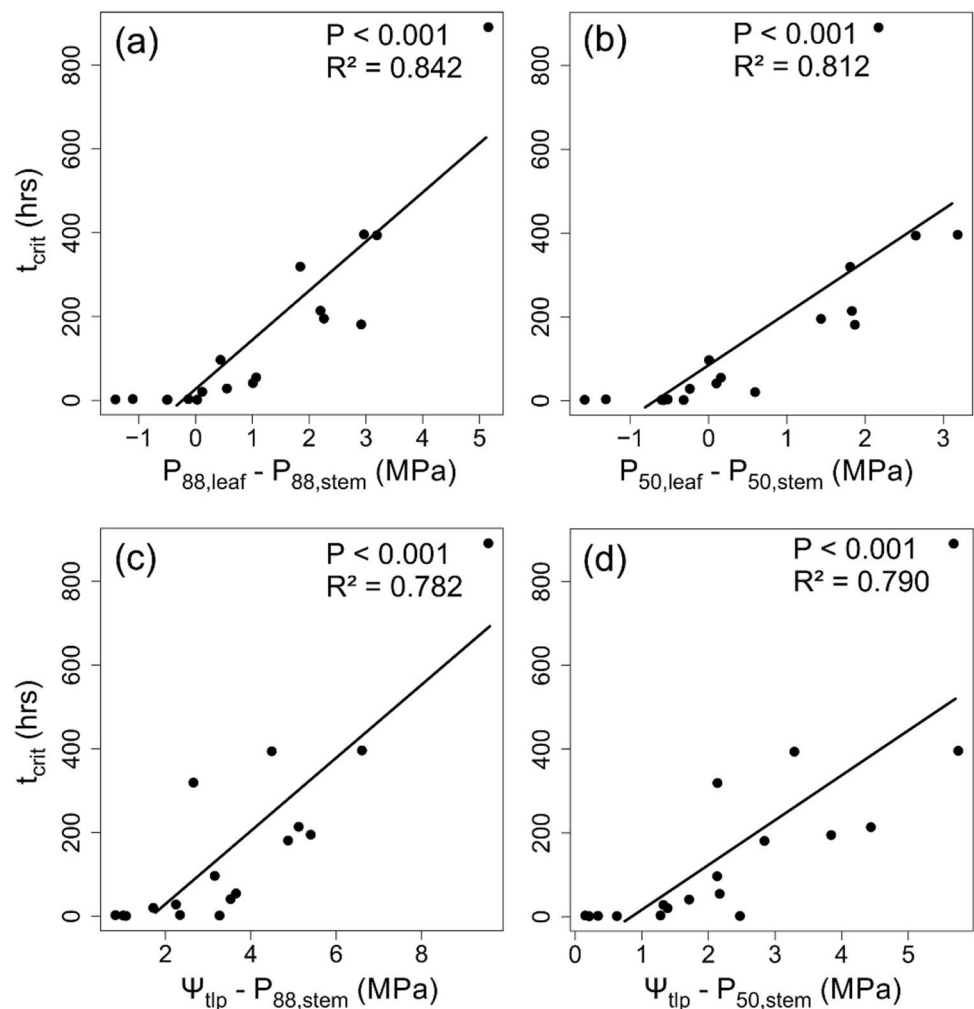 (a)
P < 0.001
R² = 0.842
800
600
400
200
0
t_crit (hrs)
−1 0 1 2 3 4 5
P_88,leaf - P_88,stem (MPa)
(b)
P < 0.001
R² = 0.812
800
600
400
200
0
−1 0 1 2 3
P_50,leaf - P_50,stem (MPa)
(c)
P < 0.001
R² = 0.782
800
600
400
200
0
t_crit (hrs)
2 4 6 8
Ψ_tlp - P_88,stem (MPa)
(d)
P < 0.001
R² = 0.790
800
600
400
200
0
0 1 2 3 4 5
Ψ_tlp - P_50,stem (MPa)